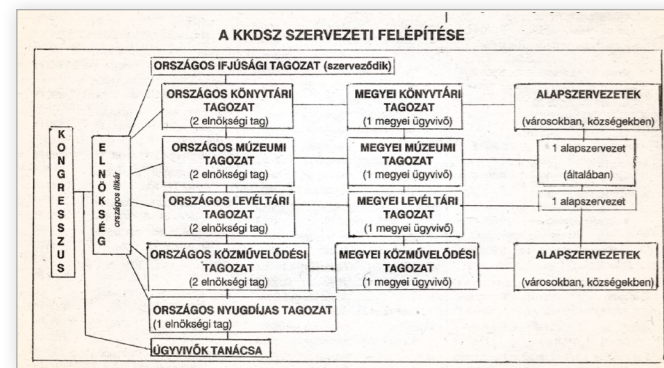 A KKDSZ SZERVEZETI FELÉPÍTÉSE
KONGRESSZUS
ELNÖKSÉG
országos titkár
ORSZÁGOS IFJÚSÁGI TAGOZAT (szerveződik)
ORSZÁGOS KÖNYVTÁRI
TAGOZAT
(2 elnökségi tag)
MEGYEI KÖNYVTÁRI
TAGOZAT
(1 megyei ügyvivő)
ALAPSZERVEZETEK
(városokban, községekben)
ORSZÁGOS MÚZEUMI
TAGOZAT
(2 elnökségi tag)
MEGYEI MÚZEUMI
TAGOZAT
(1 megyei ügyvivő)
1 alapszervezet
(általában)
ORSZÁGOS LEVÉLTÁRI
TAGOZAT
(2 elnökségi tag)
MEGYEI LEVÉLTÁRI
TAGOZAT
(1 megyei ügyvivő)
1 alapszervezet
ORSZÁGOS KÖZMŰVELŐDÉSI
TAGOZAT
(2 elnökségi tag)
MEGYEI KÖZMŰVELŐDÉSI
TAGOZAT
(1 megyei ügyvivő)
ALAPSZERVEZETEK
(városokban, községekben)
ORSZÁGOS NYUGDÍJAS TAGOZAT
(1 elnökségi tag)
ÜGYVIVŐK TANÁCSA